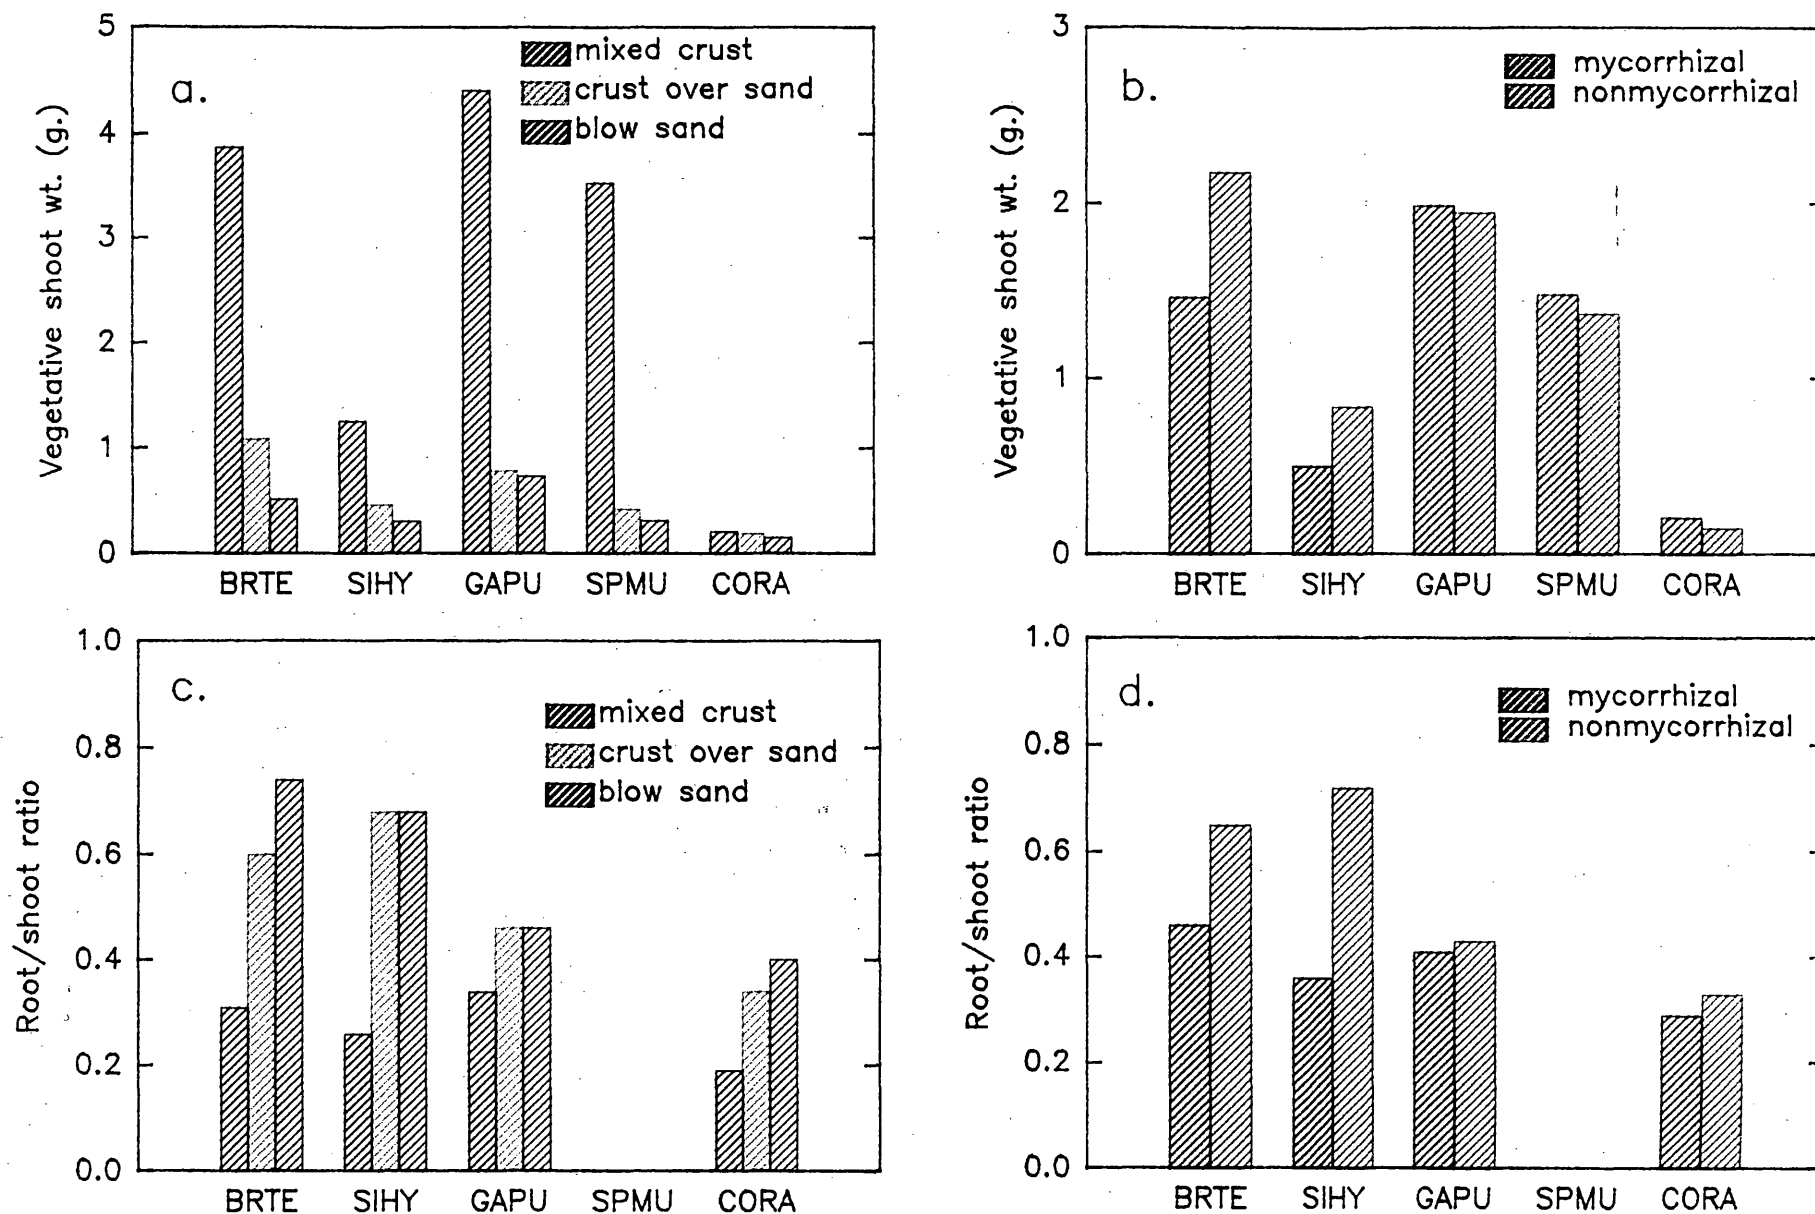 a.
Vegetative shoot wt. (g.)
5
4
3
2
1
0
mixed crust
crust over sand
blow sand
BRTE SIHY GAPU SPMU CORA
b.
Vegetative shoot wt. (g.)
3
2
1
0
mycorrhizal
nonmycorrhizal
BRTE SIHY GAPU SPMU CORA
c.
Root/shoot ratio
1.0
0.8
0.6
0.4
0.2
0.0
mixed crust
crust over sand
blow sand
BRTE SIHY GAPU SPMU CORA
d.
Root/shoot ratio
1.0
0.8
0.6
0.4
0.2
0.0
mycorrhizal
nonmycorrhizal
BRTE SIHY GAPU SPMU CORA